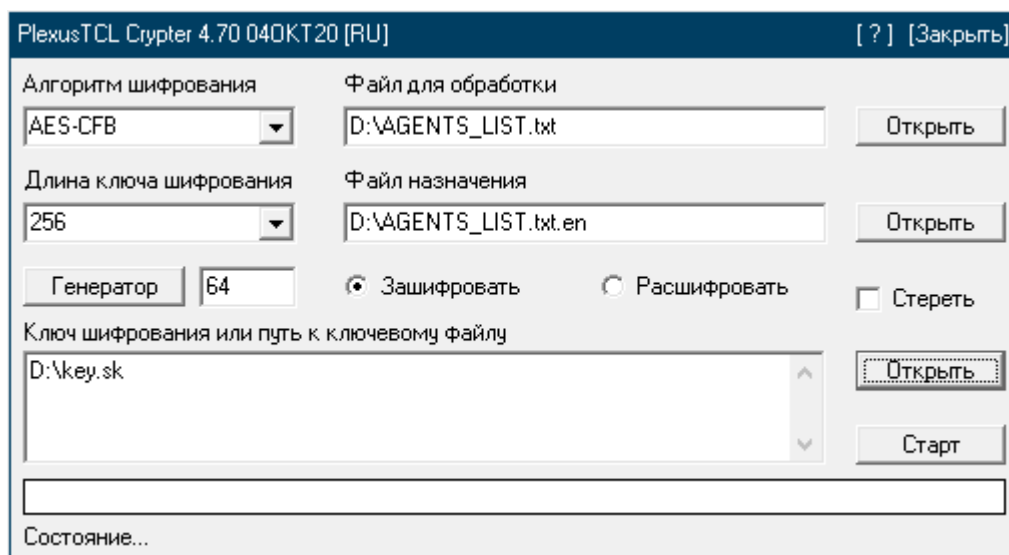 PlexusTCL Crypter 4.70 04OKT20 [RU] [ ? ] [Закрыть]
Алгоритм шифрования Файл для обработки
AES-CFB D:\AGENTS_LIST.txt Открыть
Длина ключа шифрования Файл назначения
256 D:\AGENTS_LIST.txt.en Открыть
Генератор 64 Зашифровать Расшифровать Стереть
Ключ шифрования или путь к ключевому файлу
D:\key.sk Открыть
Старт
Состояние...